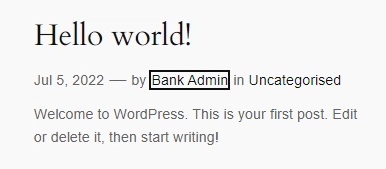 Hello world!
Jul 5, 2022 — by Bank Admin in Uncategorised
Welcome to WordPress. This is your first post. Edit
or delete it, then start writing!